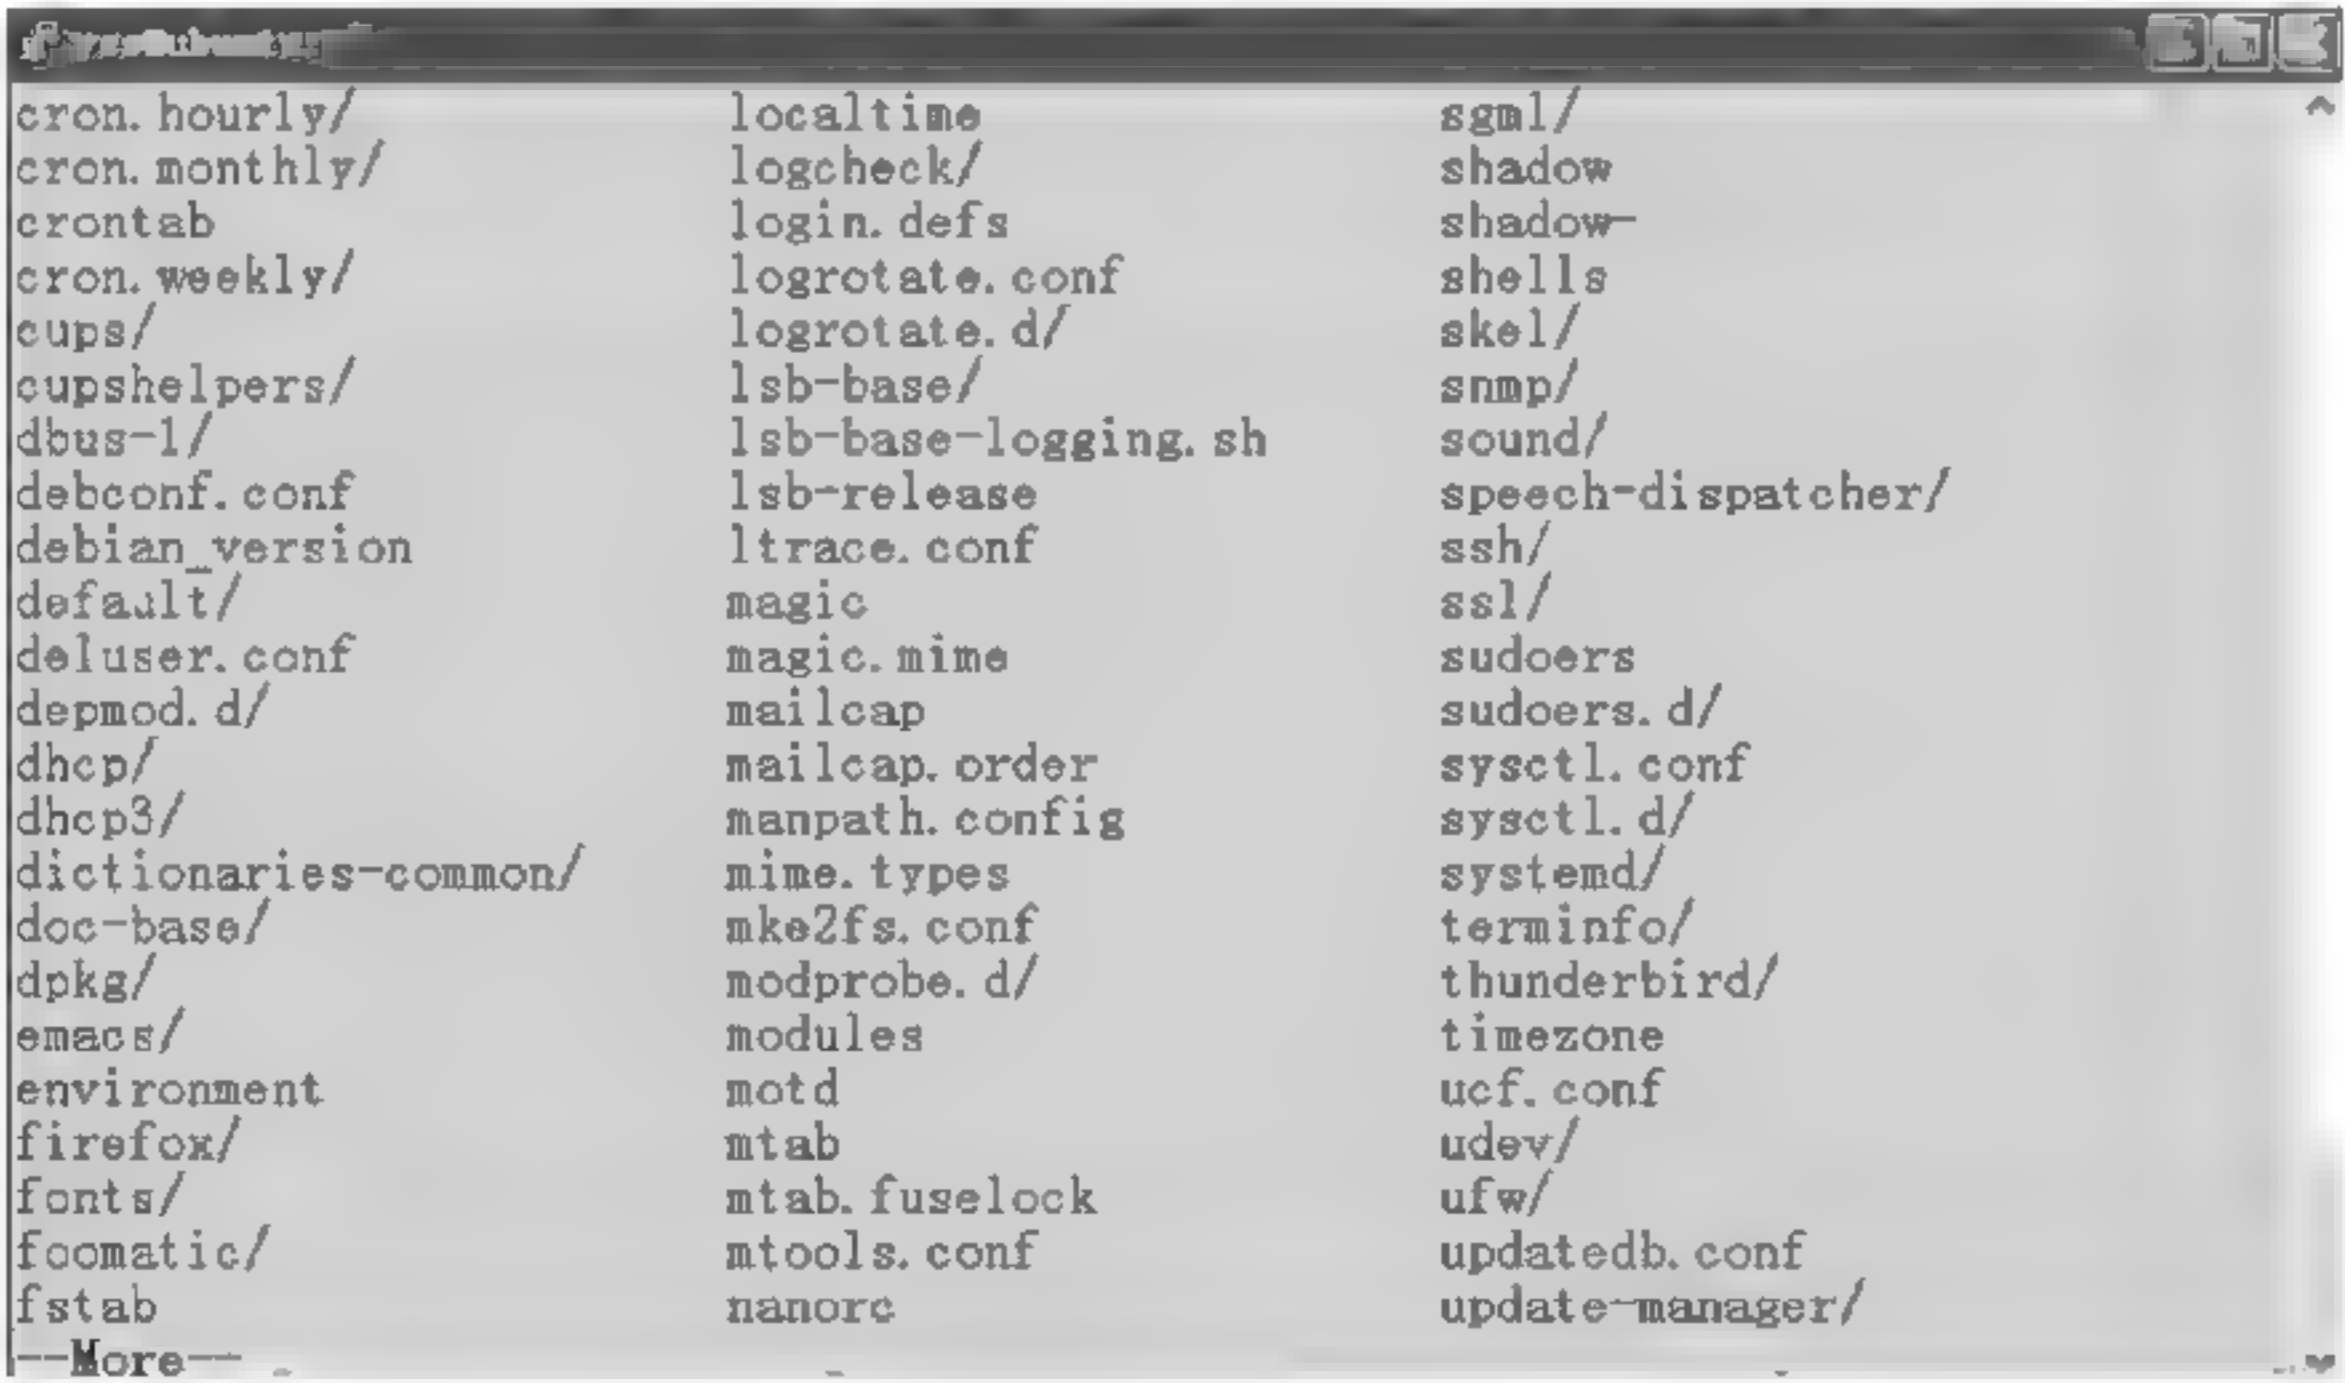 cron.hourly/ localtime sgml/
cron.monthly/ logcheck/ shadow
crontab login.defs shadow-
cron.weekly/ logrotate.conf shells
cups/ logrotate.d/ skel/
cupshelpers/ lsb-base/ snmp/
dbus-1/ lsb-base-logging.sh sound/
debconf.conf lsb-release speech-dispatcher/
debian_version ltrace.conf ssh/
default/ magic ssl/
deluser.conf magic.mime sudoers
depmod.d/ mailcap sudoers.d/
dhcp/ mailcap.order sysctl.conf
dhcp3/ manpath.config sysctl.d/
dictionaries-common/ mime.types systemd/
doc-base/ mke2fs.conf terminfo/
dpkg/ modprobe.d/ thunderbird/
emacs/ modules timezone
environment motd ucf.conf
firefox/ mtab udev/
fonts/ mtab.fuselock ufw/
foomatic/ mtools.conf updatedb.conf
fstab nanorc update-manager/
--More--